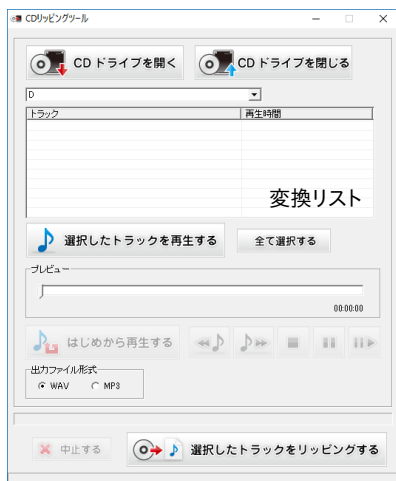 CDリッピングツール
CD ドライブを開く
CD ドライブを閉じる
D
トラック
再生時間
変換リスト
選択したトラックを再生する
全て選択する
プレビュー
00:00:00
はじめから再生する
出力ファイル形式
WAV
MP3
中止する
選択したトラックをリッピングする